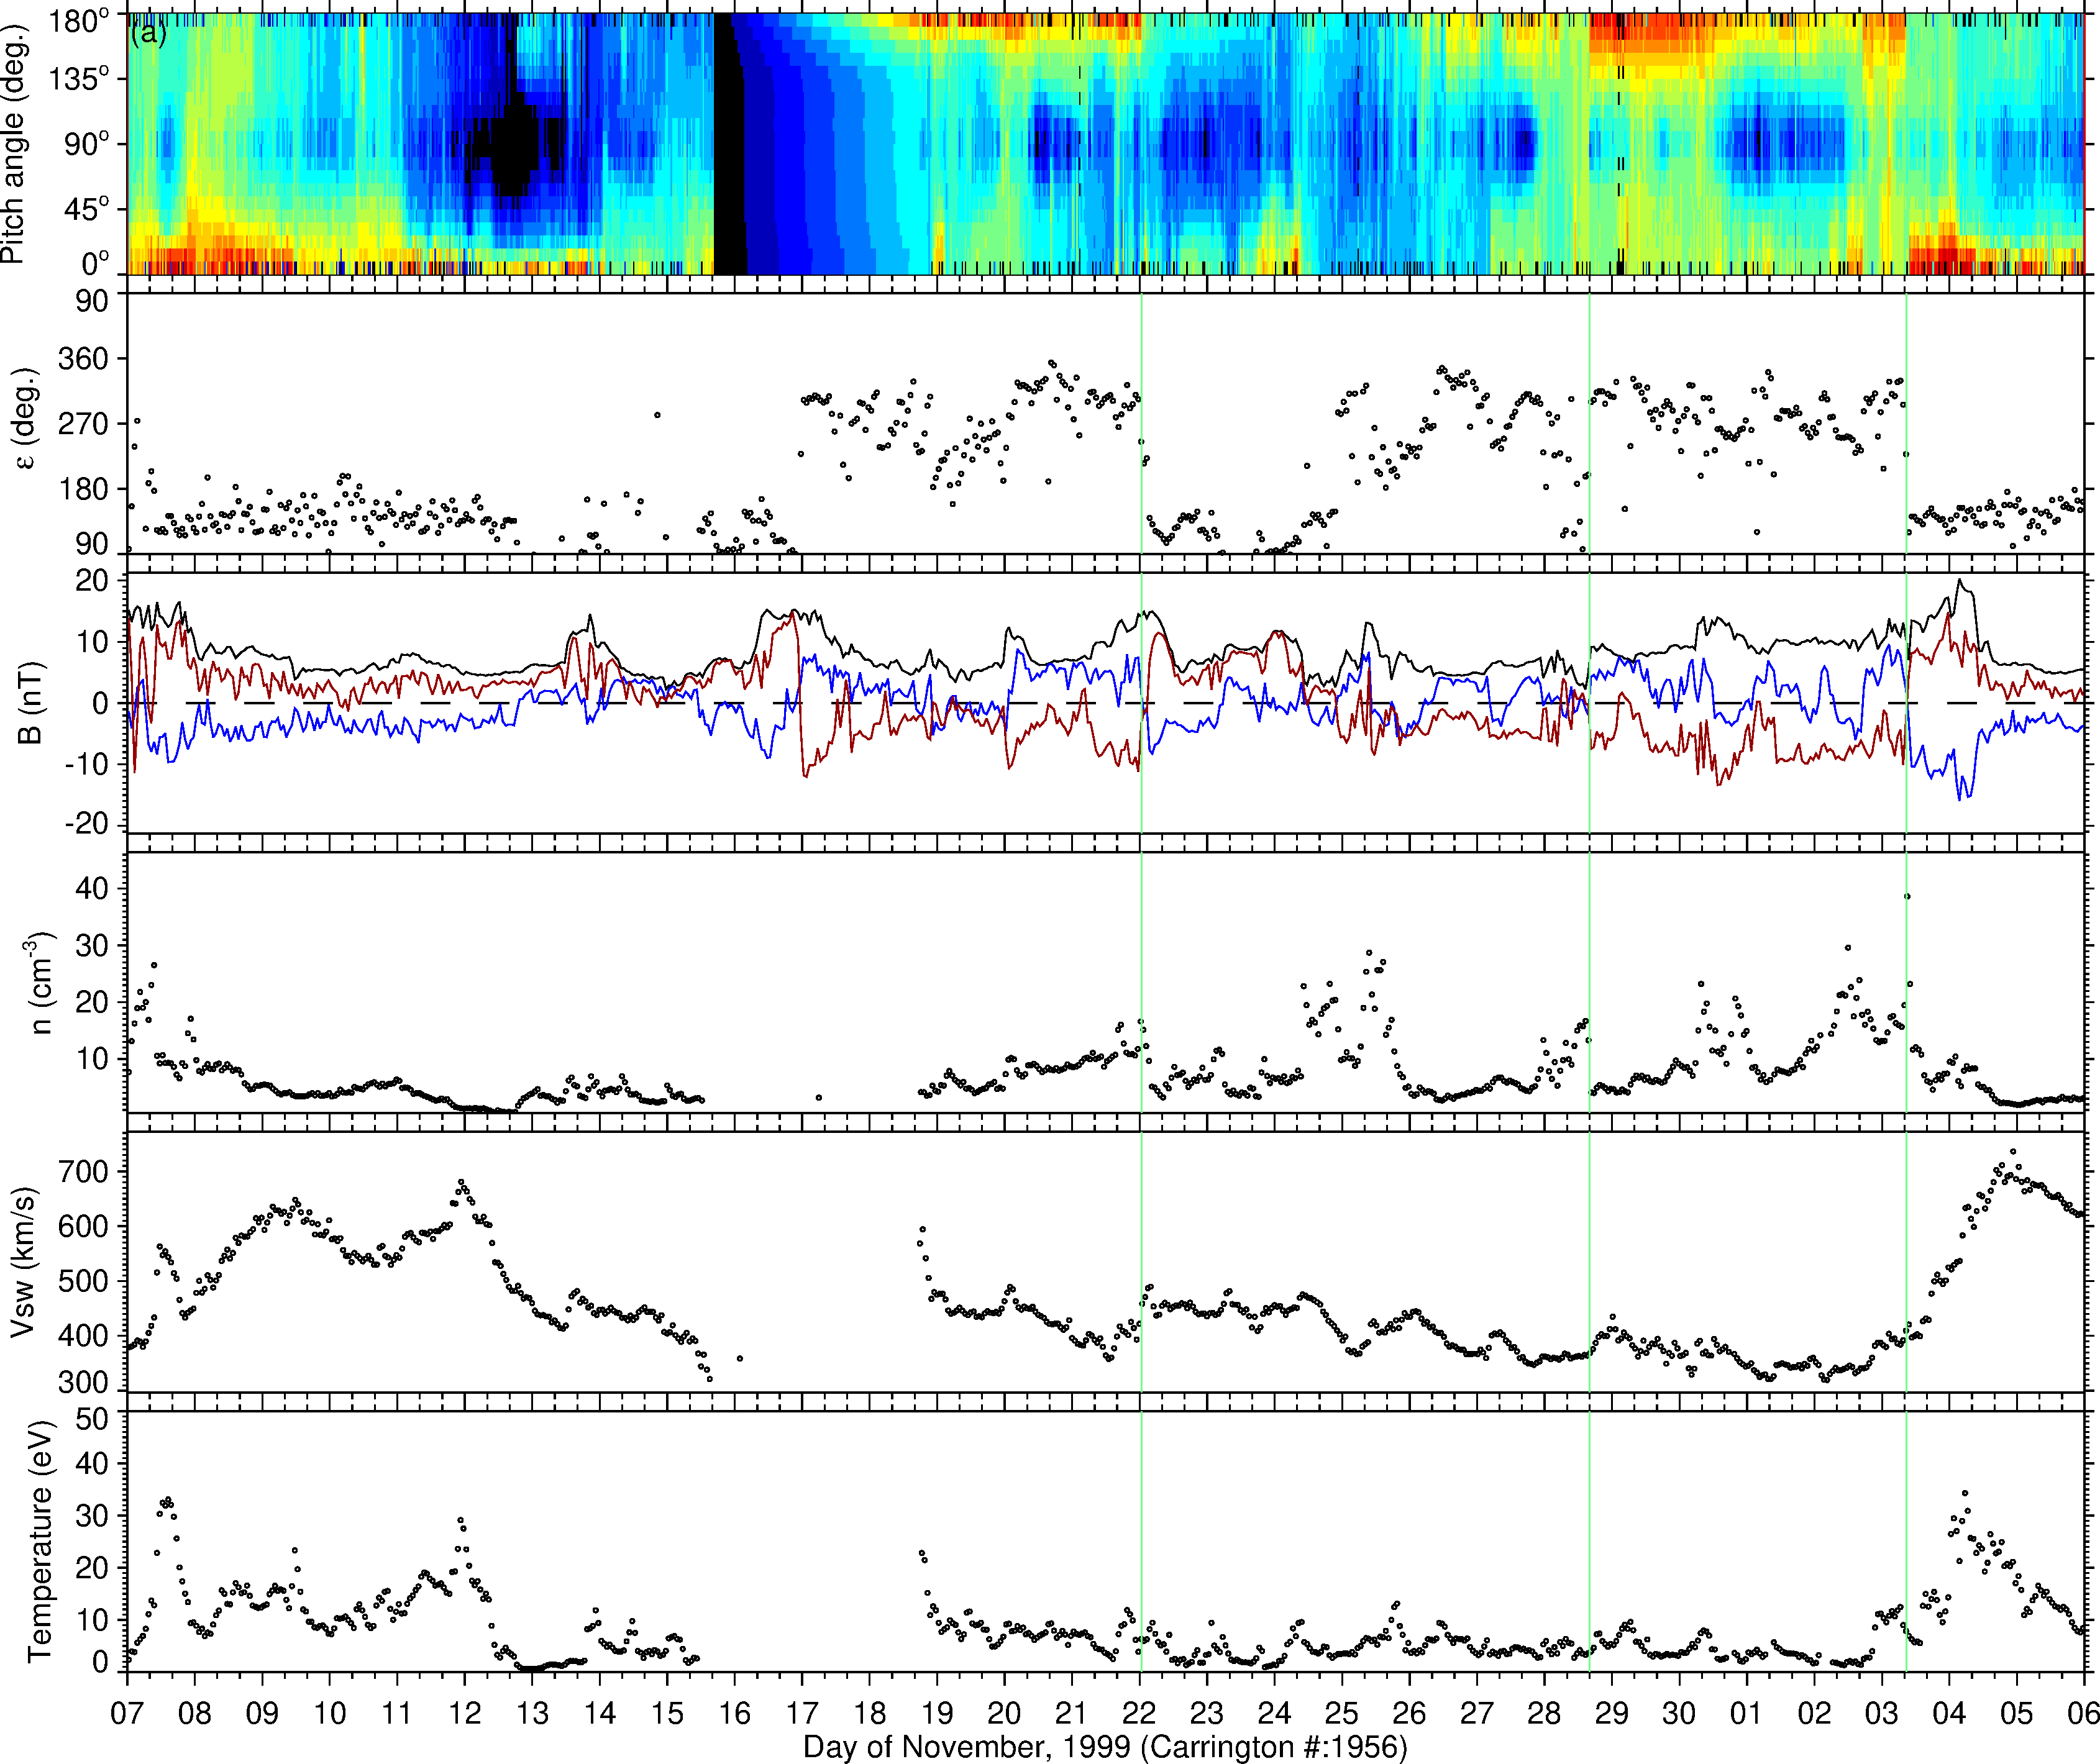 (a)
Pitch angle (deg.)
180° 135° 90° 45° 0°
ε (deg.)
90 360 270 180 90
B (nT)
20 10 0 -10 -20
n (cm⁻³)
40 30 20 10
Vsw (km/s)
700 600 500 400 300
Temperature (eV)
50 40 30 20 10 0
07 08 09 10 11 12 13 14 15 16 17 18 19 20 21 22 23 24 25 26 27 28 29 30 01 02 03 04 05 06
Day of November, 1999 (Carrington #:1956)